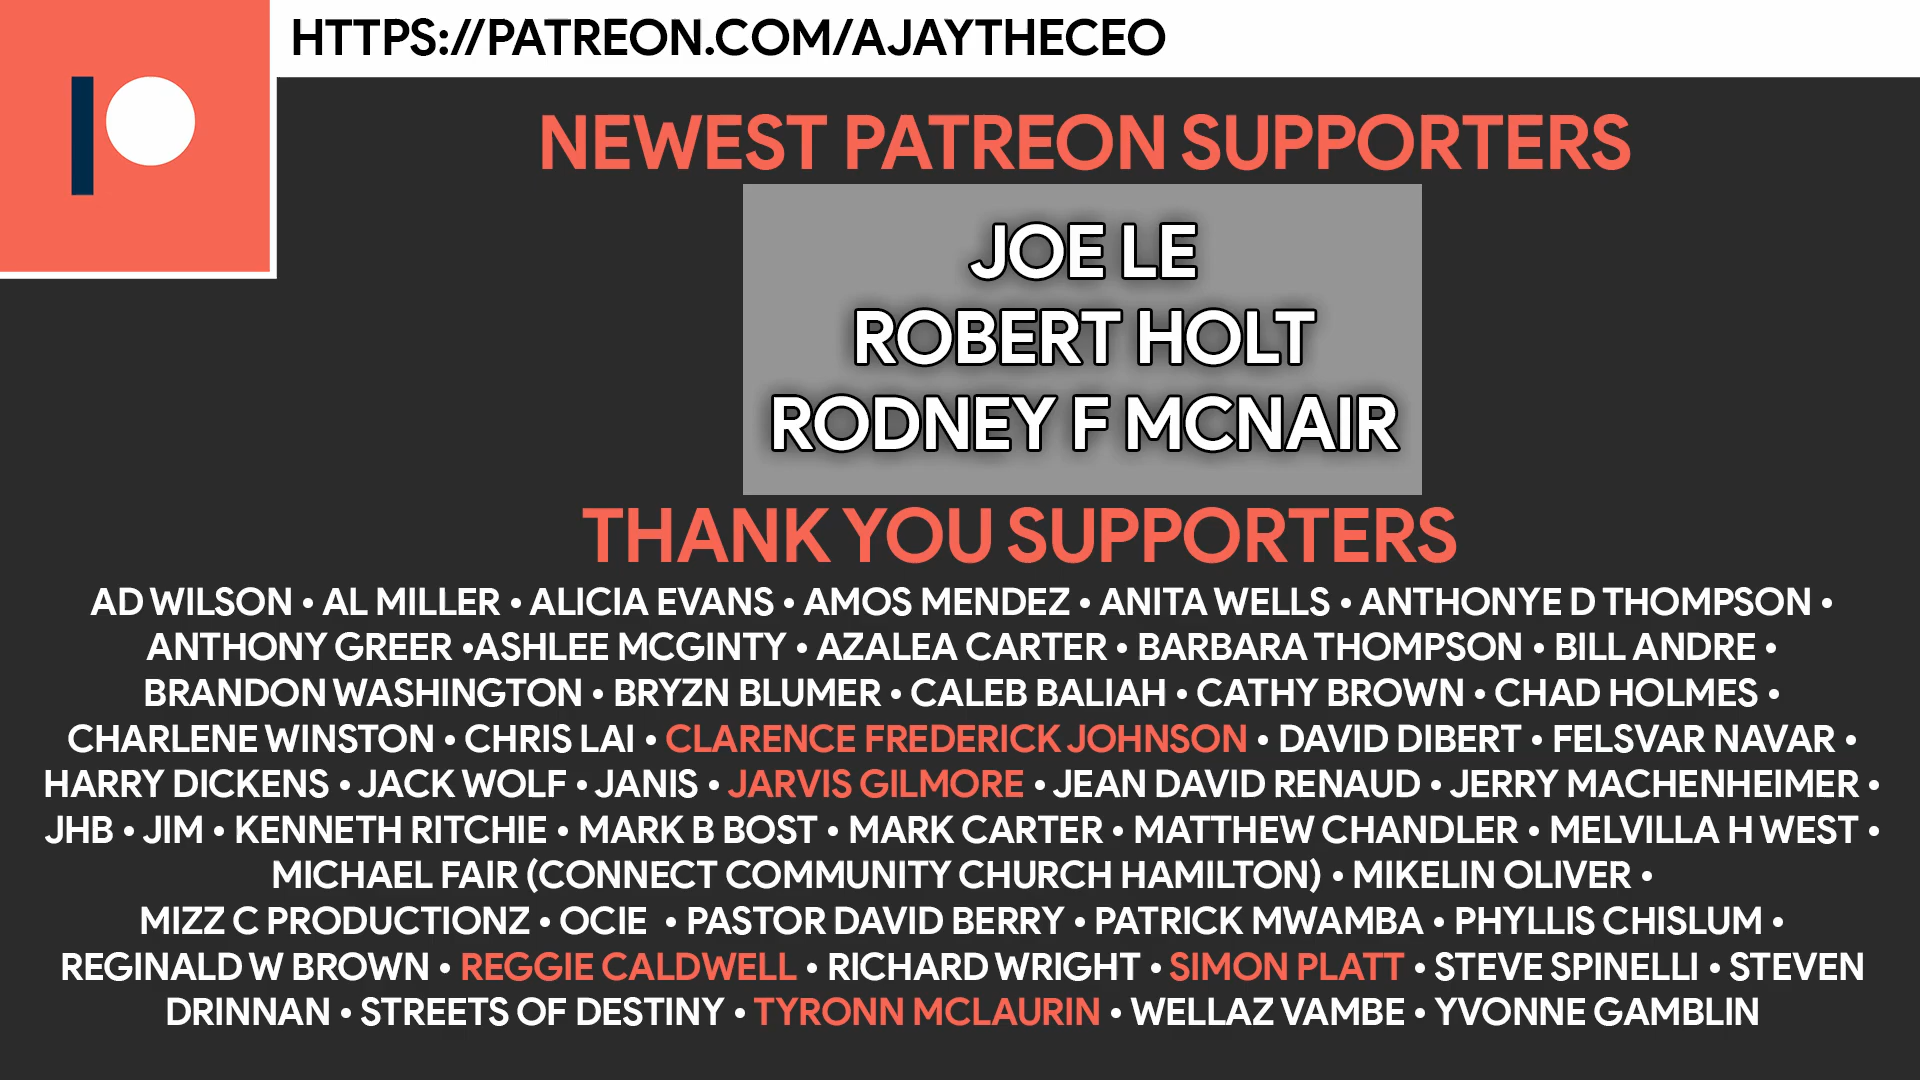 HTTPS://PATREON.COM/AJAYTHECEO
NEWEST PATREON SUPPORTERS
JOE LE
ROBERT HOLT
RODNEY F MCNAIR
THANK YOU SUPPORTERS
AD WILSON • AL MILLER • ALICIA EVANS • AMOS MENDEZ • ANITA WELLS • ANTHONYE D THOMPSON •
ANTHONY GREER •ASHLEE MCGINTY • AZALEA CARTER • BARBARA THOMPSON • BILL ANDRE •
BRANDON WASHINGTON • BRYZN BLUMER • CALEB BALIAH • CATHY BROWN • CHAD HOLMES •
CHARLENE WINSTON • CHRIS LAI • CLARENCE FREDERICK JOHNSON • DAVID DIBERT • FELSVAR NAVAR •
HARRY DICKENS • JACK WOLF • JANIS • JARVIS GILMORE • JEAN DAVID RENAUD • JERRY MACHENHEIMER •
JHB • JIM • KENNETH RITCHIE • MARK B BOST • MARK CARTER • MATTHEW CHANDLER • MELVILLA H WEST •
MICHAEL FAIR (CONNECT COMMUNITY CHURCH HAMILTON) • MIKELIN OLIVER •
MIZZ C PRODUCTIONZ • OCIE • PASTOR DAVID BERRY • PATRICK MWAMBA • PHYLLIS CHISLUM •
REGINALD W BROWN • REGGIE CALDWELL • RICHARD WRIGHT • SIMON PLATT • STEVE SPINELLI • STEVEN
DRINNAN • STREETS OF DESTINY • TYRONN MCLAURIN • WELLAZ VAMBE • YVONNE GAMBLIN